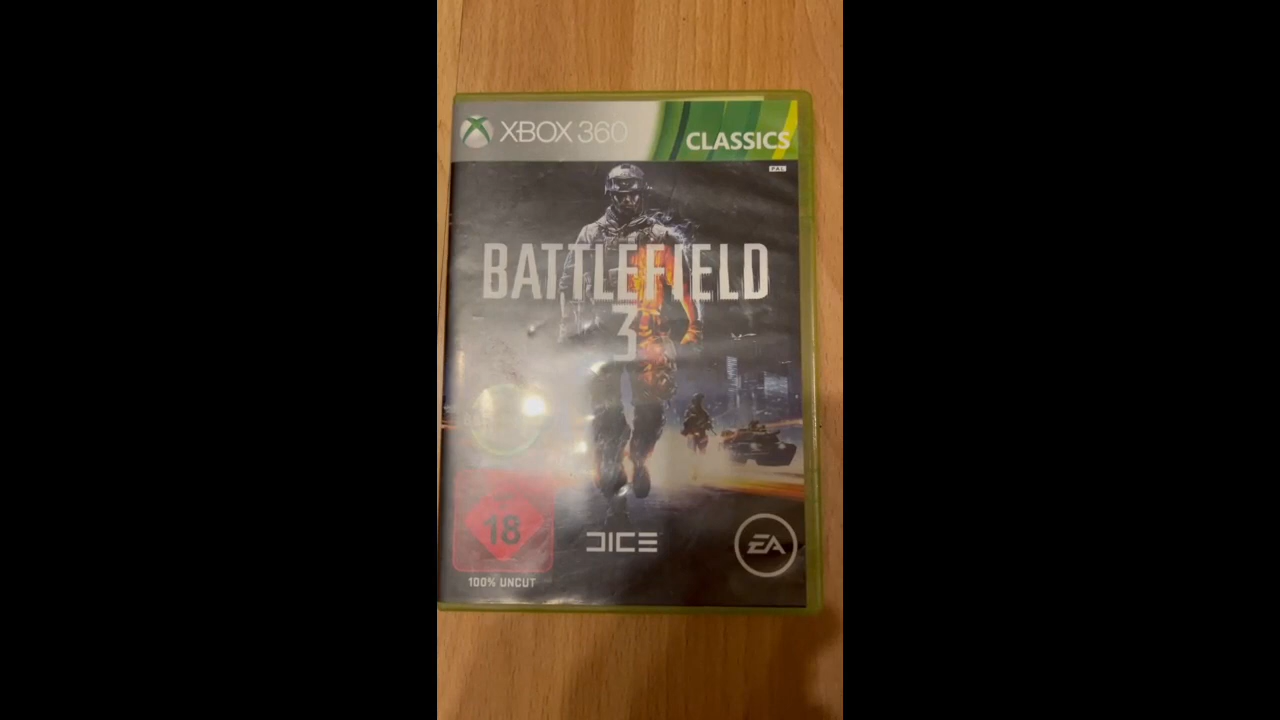 XBOX 360
CLASSICS
PAL
BATTLEFIELD
3
18
DICE
EA
100% UNCUT